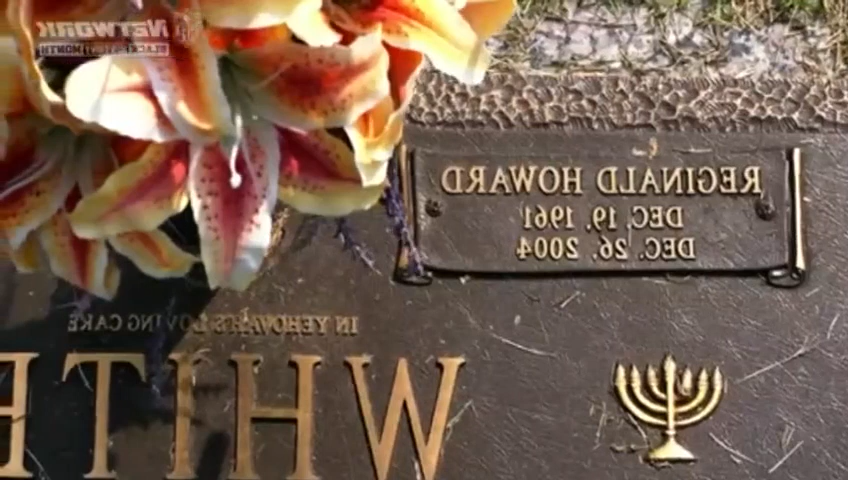 NETWORK
REGINALD HOWARD
DEC. 19, 1961
DEC. 26, 2004
IN YEHOVAH'S LOVING CARE
WHITE